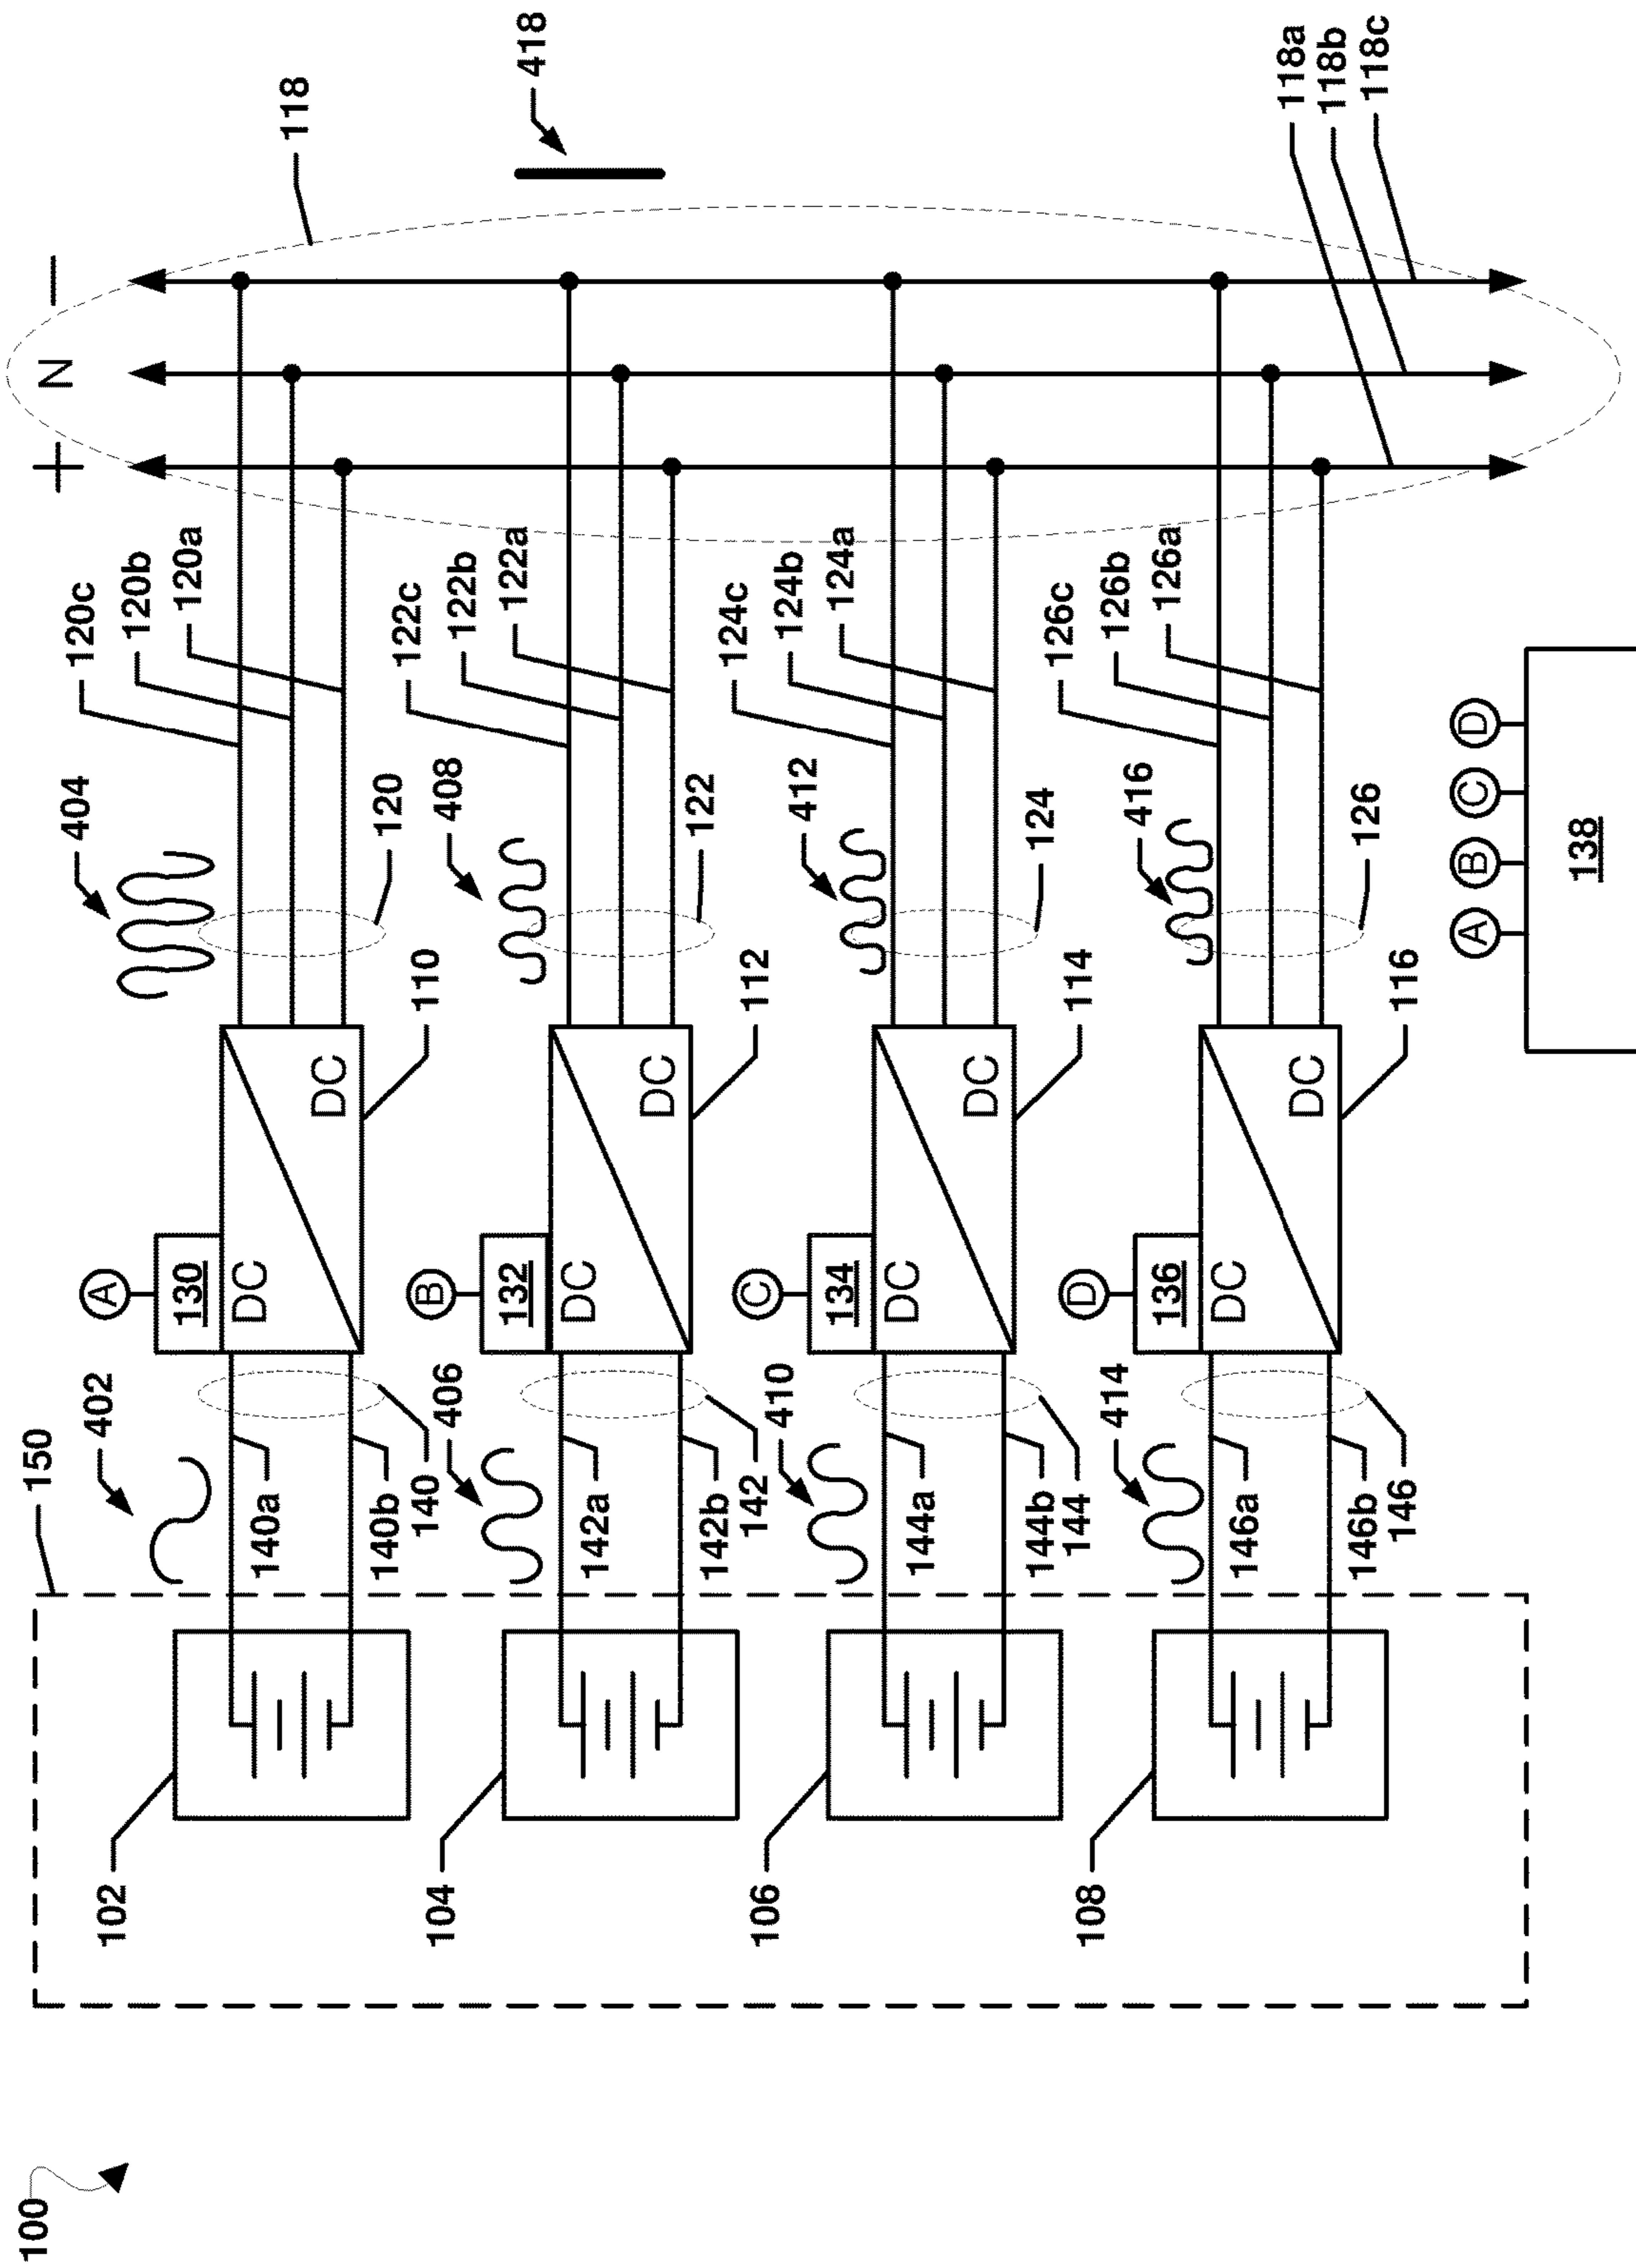 100
150
102
104
106
108
402
140a
140b
140
406
142a
142b
142
410
144a
144b
144
414
146a
146b
146
A
130
DC
DC
110
B
132
DC
DC
112
C
134
DC
DC
114
D
136
DC
DC
116
404
120
120c
120b
120a
408
122
122c
122b
122a
412
124
124c
124b
124a
416
126
126c
126b
126a
+
N
−
118
418
118a
118b
118c
A
B
C
D
138